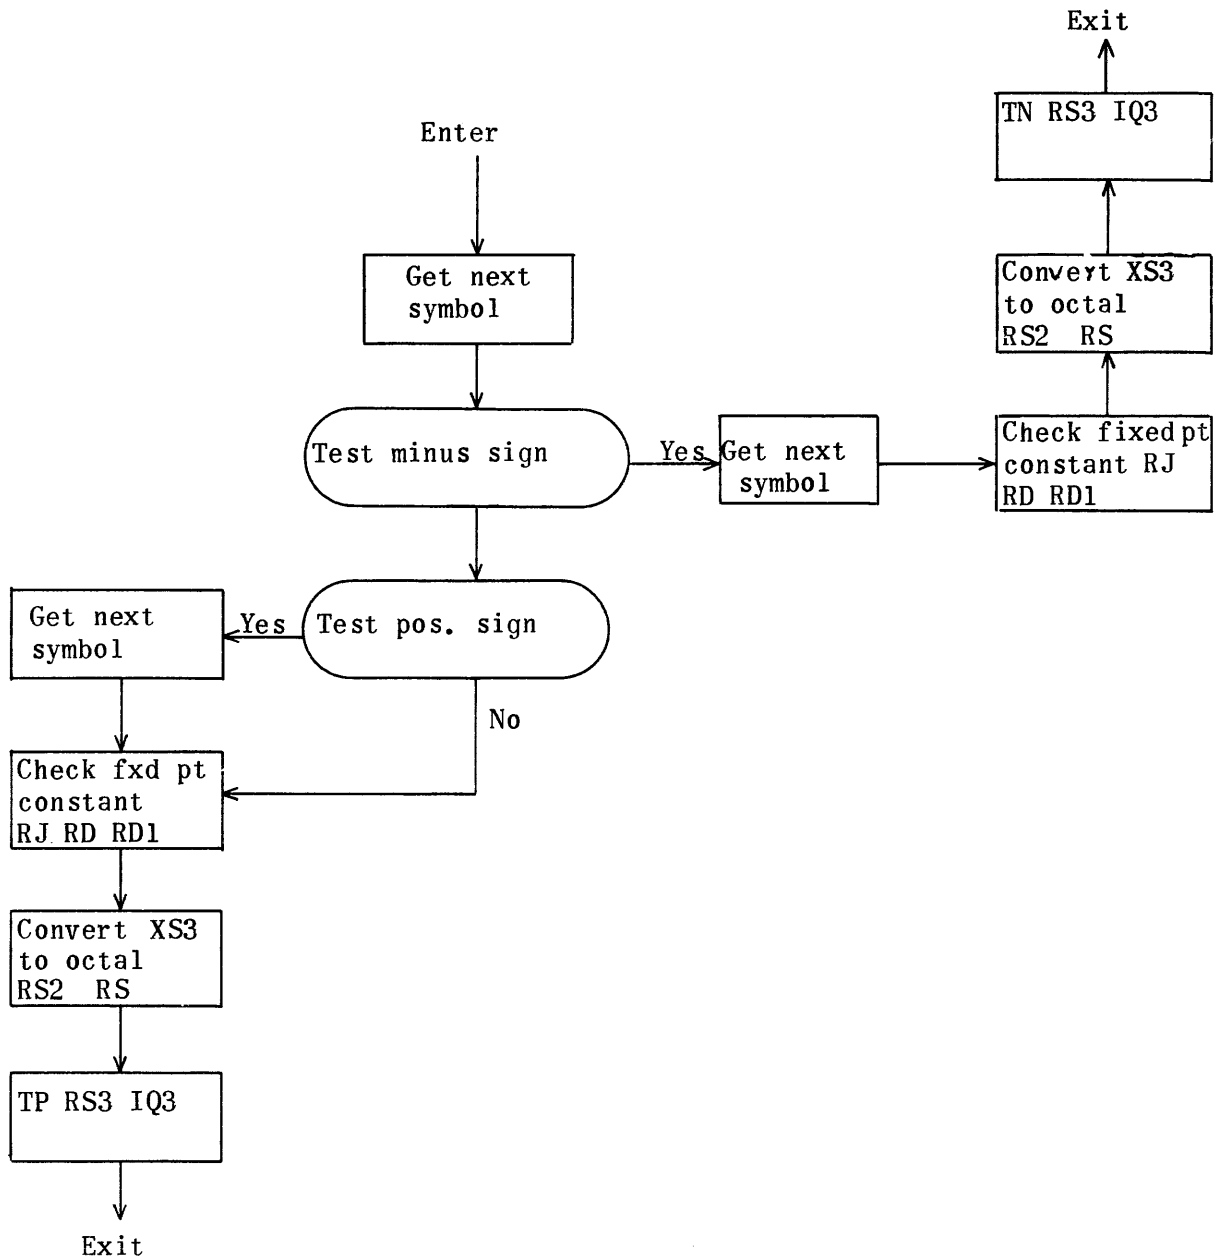 Exit
TN RS3 IQ3
Enter
Get next
symbol
Convert XS3
to octal
RS2 RS
Test minus sign
Yes
Get next
symbol
Check fixed pt
constant RJ
RD RD1
Get next
symbol
Yes
Test pos. sign
No
Check fxd pt
constant
RJ RD RD1
Convert XS3
to octal
RS2 RS
TP RS3 IQ3
Exit